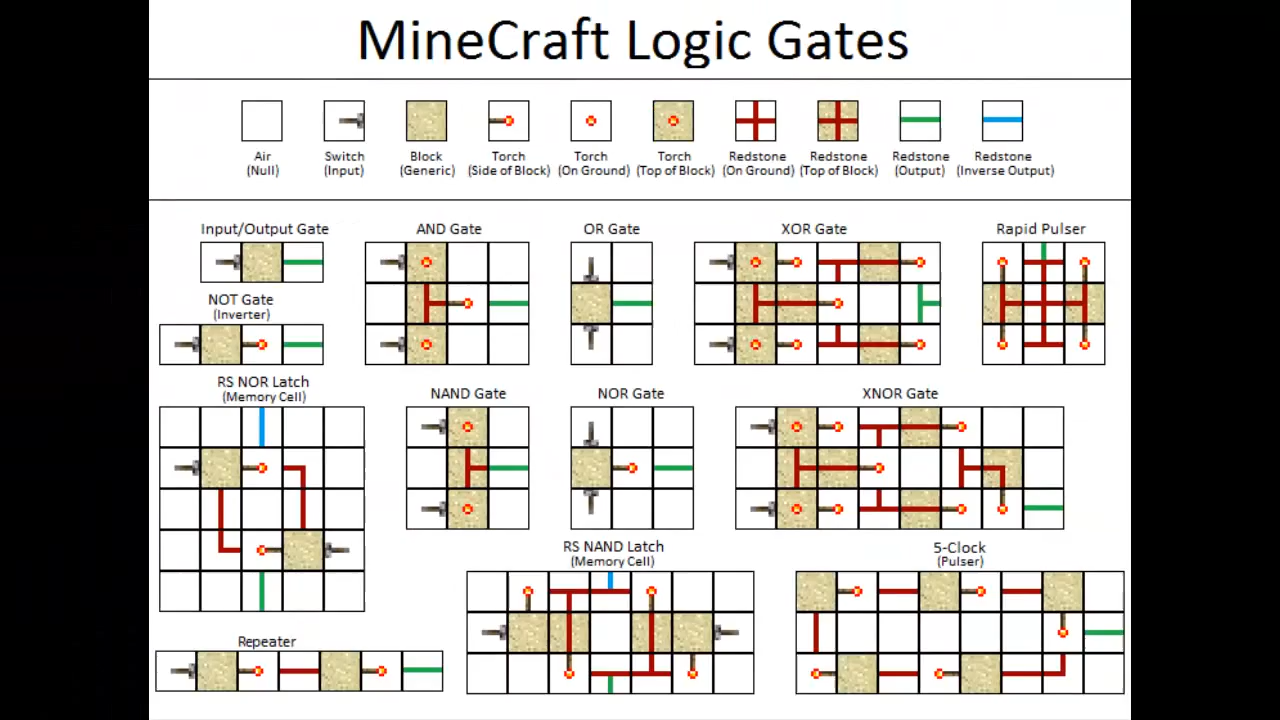 MineCraft Logic Gates
Air
(Null)
Switch
(Input)
Block
(Generic)
Torch
(Side of Block)
Torch
(On Ground)
Torch
(Top of Block)
Redstone
(On Ground)
Redstone
(Top of Block)
Redstone
(Output)
Redstone
(Inverse Output)
Input/Output Gate
AND Gate
OR Gate
XOR Gate
Rapid Pulser
NOT Gate
(Inverter)
RS NOR Latch
(Memory Cell)
NAND Gate
NOR Gate
XNOR Gate
RS NAND Latch
(Memory Cell)
5-Clock
(Pulser)
Repeater